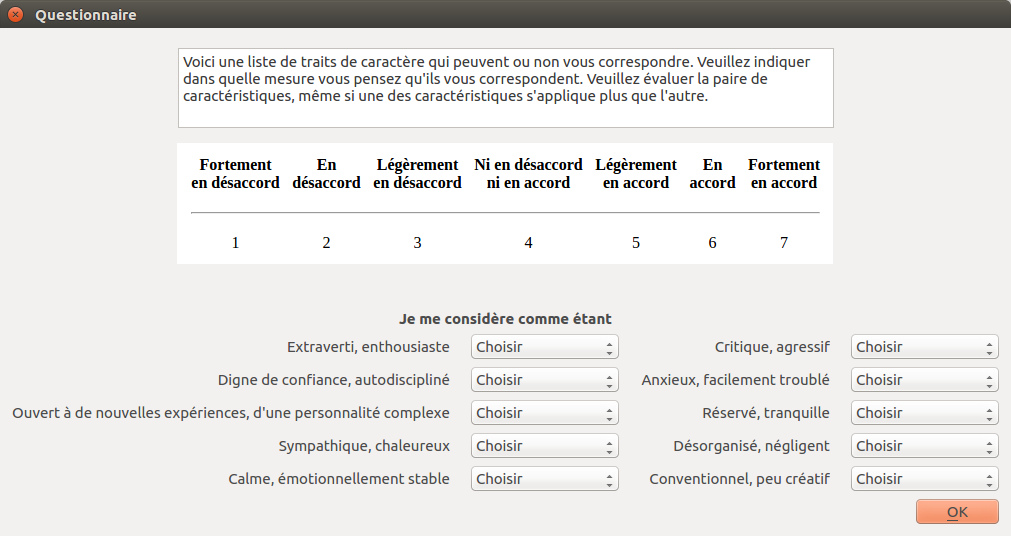 Questionnaire
Voici une liste de traits de caractère qui peuvent ou non vous correspondre. Veuillez indiquer
dans quelle mesure vous pensez qu'ils vous correspondent. Veuillez évaluer la paire de
caractéristiques, même si une des caractéristiques s'applique plus que l'autre.
Fortement En Légèrement Ni en désaccord Légèrement En Fortement
en désaccord désaccord en désaccord ni en accord en accord accord en accord
1 2 3 4 5 6 7
Je me considère comme étant
Extraverti, enthousiaste Choisir Critique, agressif Choisir
Digne de confiance, autodiscipliné Choisir Anxieux, facilement troublé Choisir
Ouvert à de nouvelles expériences, d'une personnalité complexe Choisir Réservé, tranquille Choisir
Sympathique, chaleureux Choisir Désorganisé, négligent Choisir
Calme, émotionnellement stable Choisir Conventionnel, peu créatif Choisir
OK